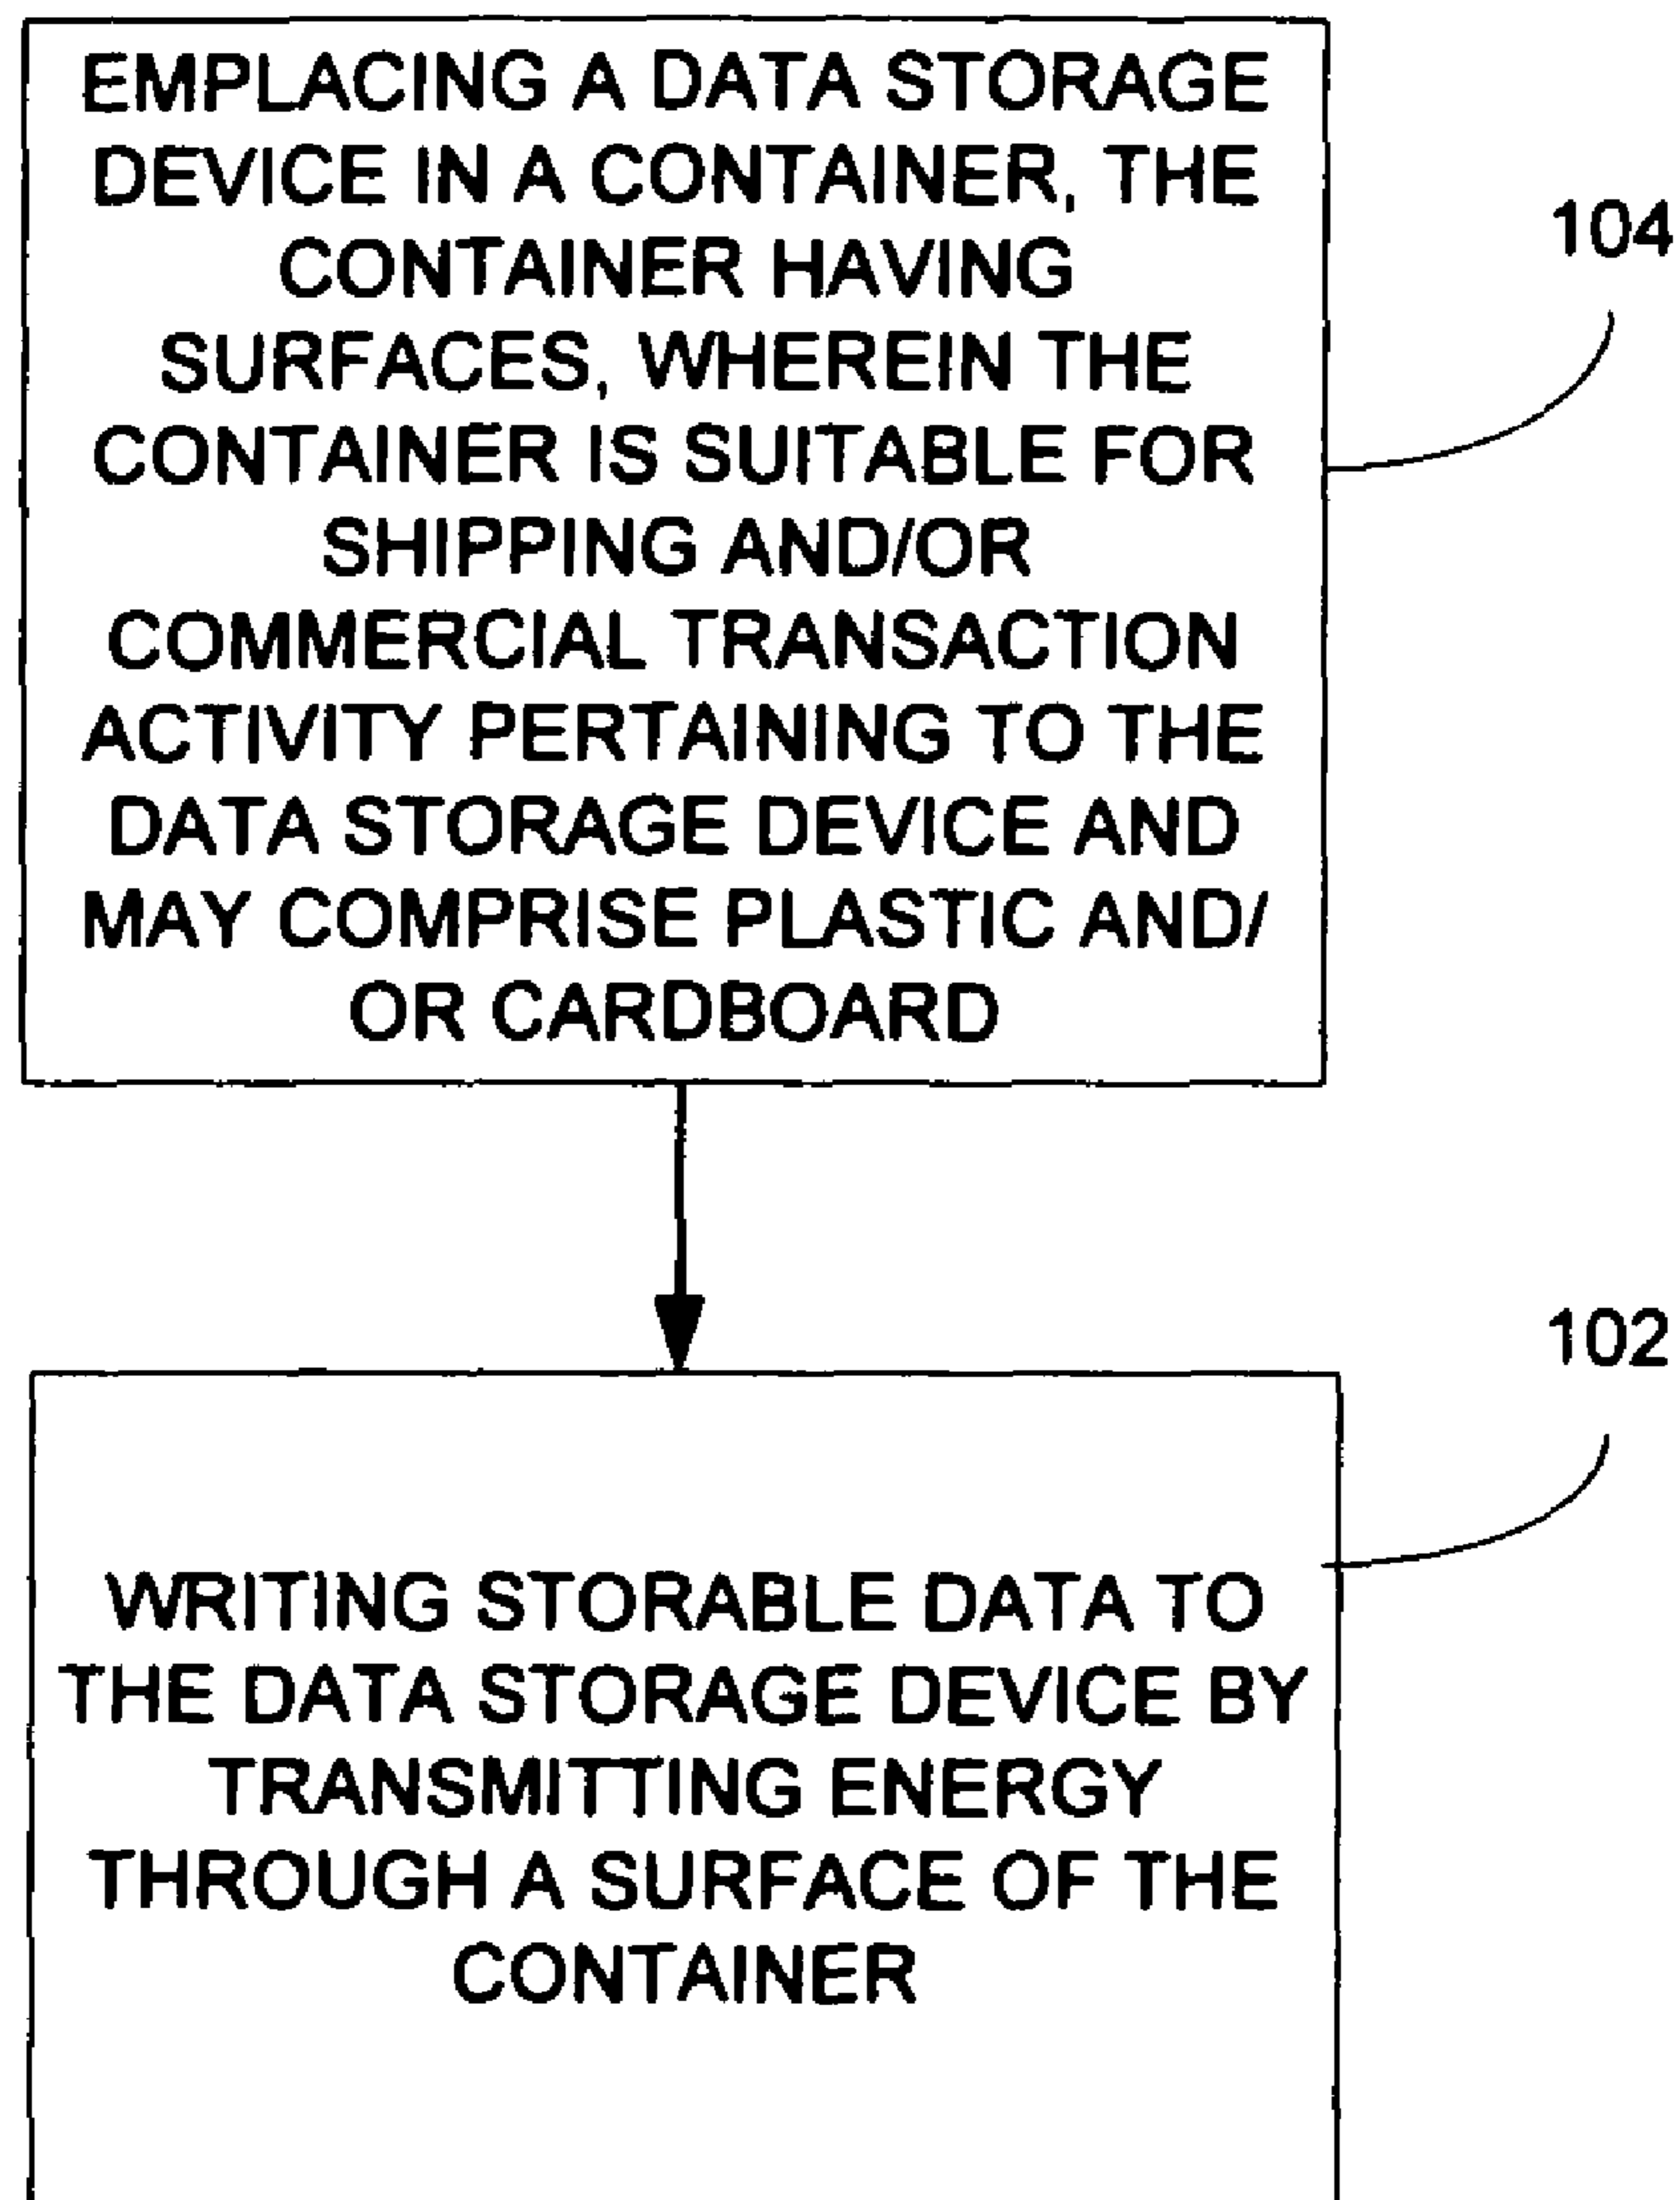 EMPLACING A DATA STORAGE
DEVICE IN A CONTAINER, THE
CONTAINER HAVING
SURFACES, WHEREIN THE
CONTAINER IS SUITABLE FOR
SHIPPING AND/OR
COMMERCIAL TRANSACTION
ACTIVITY PERTAINING TO THE
DATA STORAGE DEVICE AND
MAY COMPRISE PLASTIC AND/
OR CARDBOARD
104
102
WRITING STORABLE DATA TO
THE DATA STORAGE DEVICE BY
TRANSMITTING ENERGY
THROUGH A SURFACE OF THE
CONTAINER